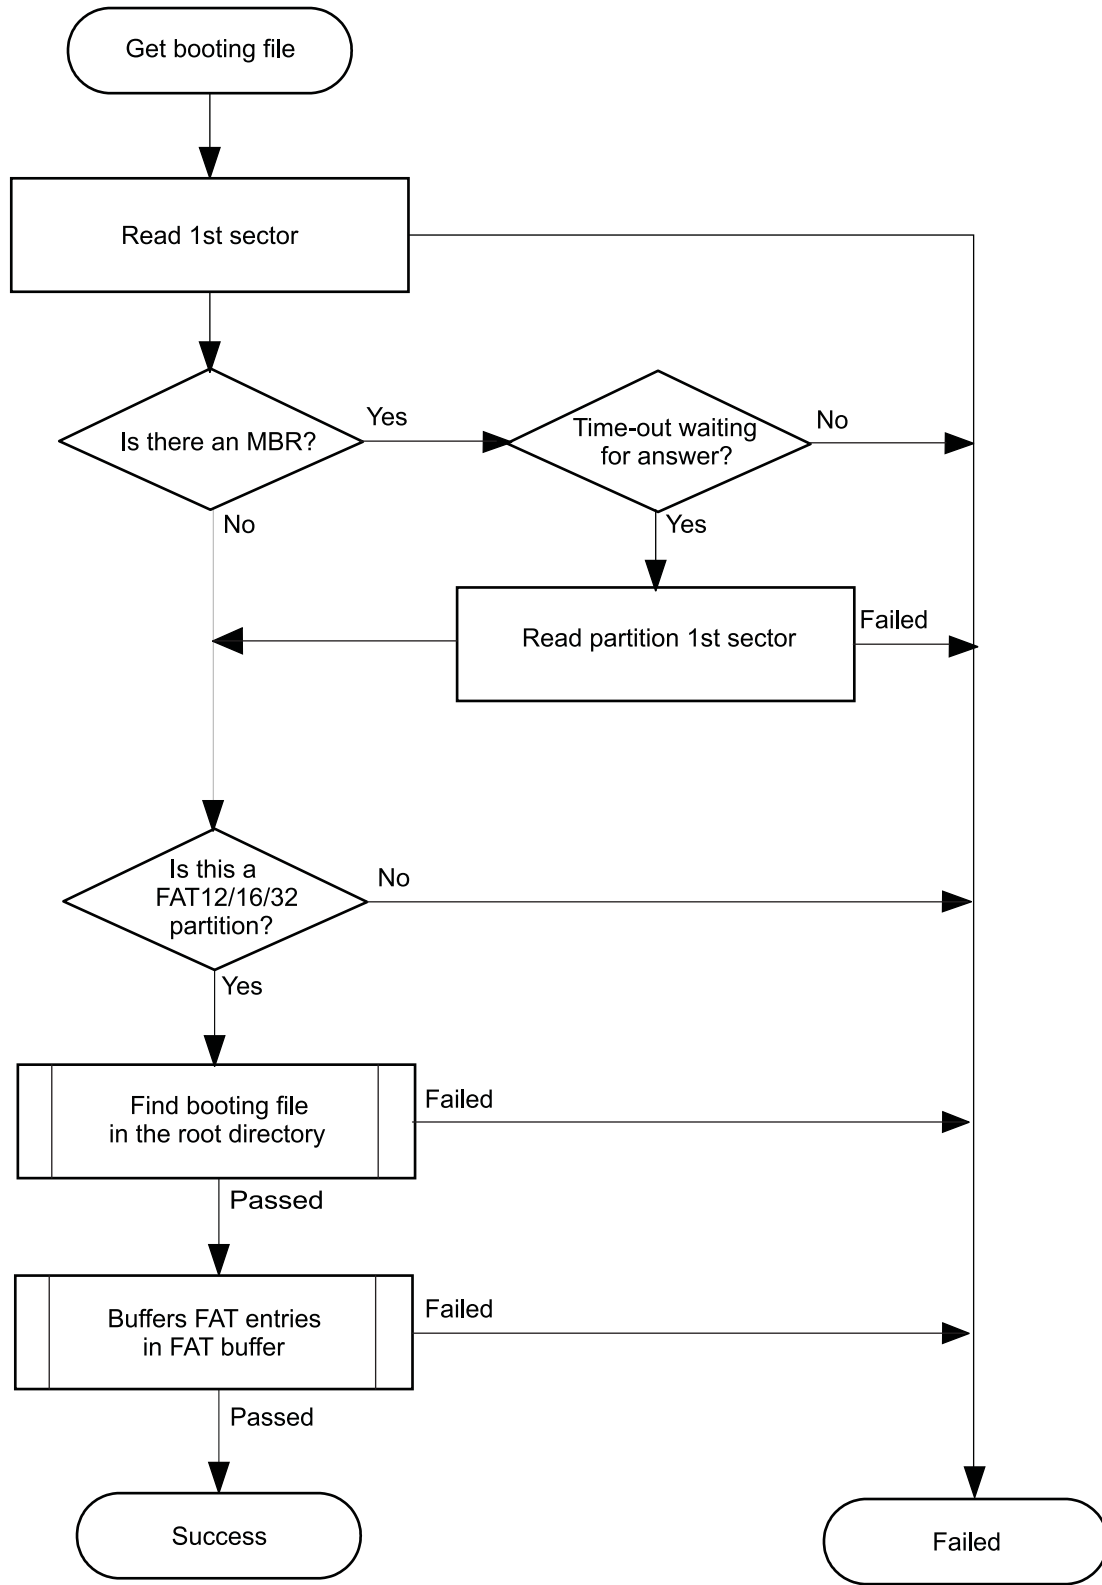 Get booting file
Read 1st sector
Is there an MBR?
Yes
Time-out waiting
for answer?
No
No
Yes
Read partition 1st sector
Failed
Is this a
FAT12/16/32
partition?
No
Yes
Find booting file
in the root directory
Failed
Passed
Buffers FAT entries
in FAT buffer
Failed
Passed
Success
Failed